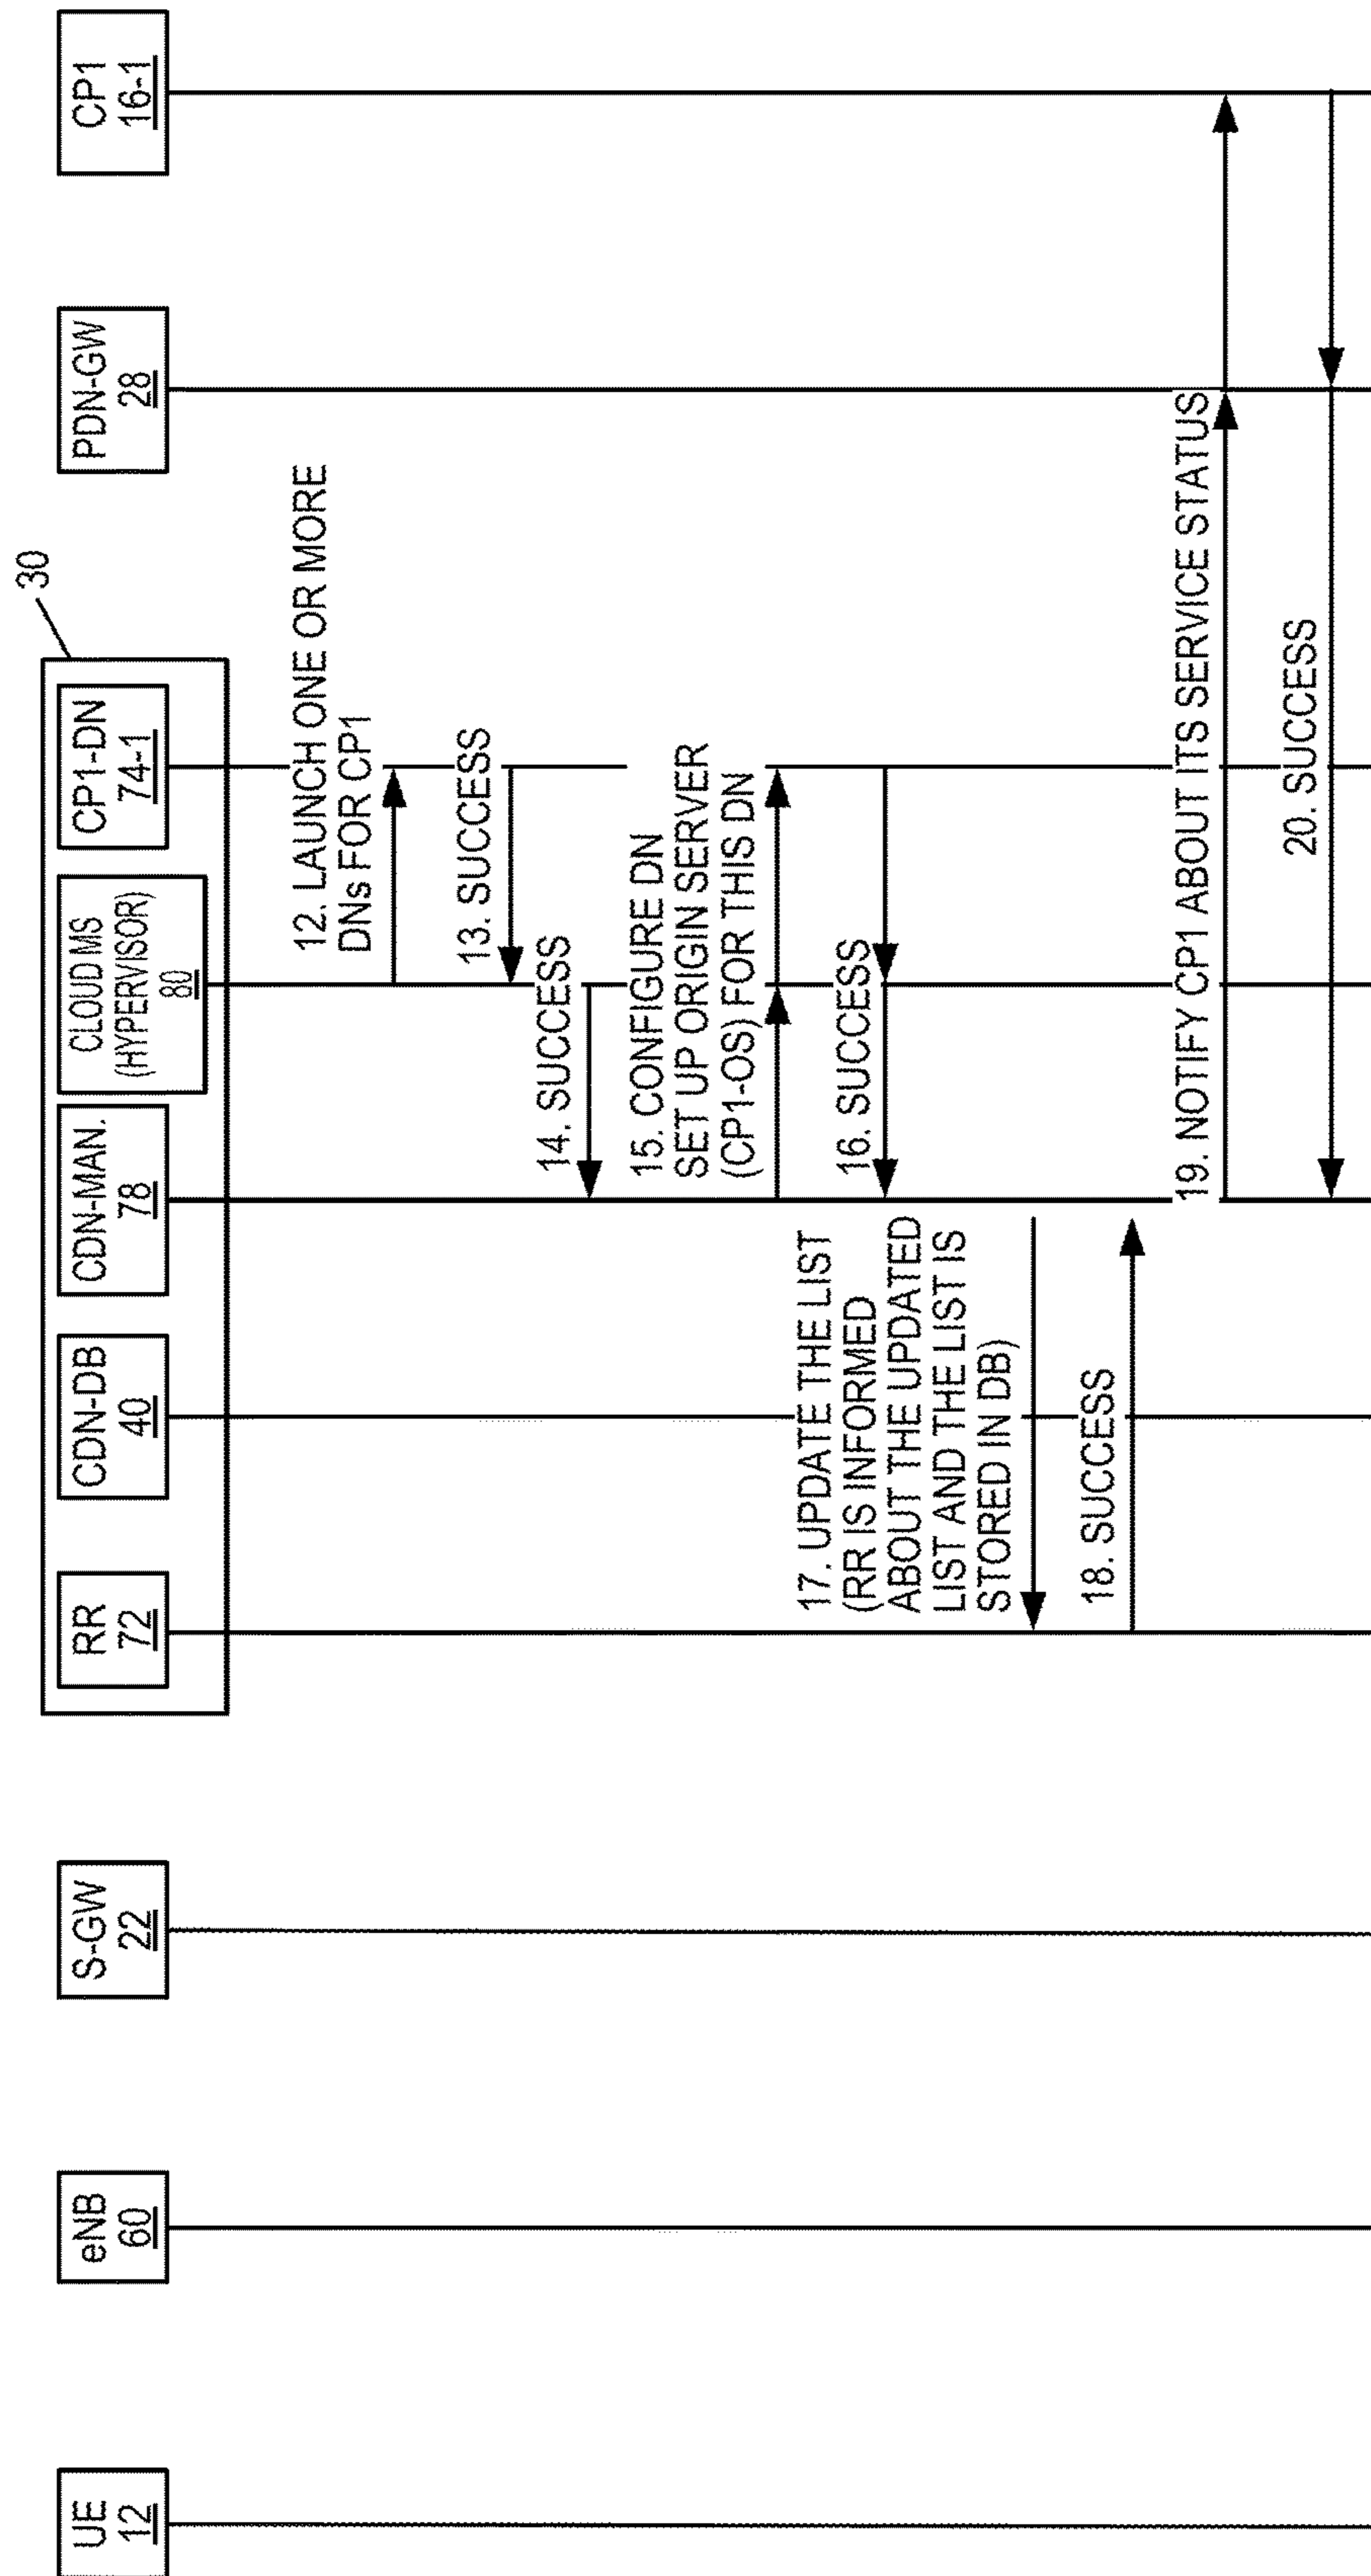 UE
12
eNB
60
S-GW
22
30
RR
72
CDN-DB
40
CDN-MAN.
78
CLOUD MS
(HYPERVISOR)
80
CP1-DN
74-1
PDN-GW
28
CP1
16-1
12. LAUNCH ONE OR MORE
DNs FOR CP1
13. SUCCESS
14. SUCCESS
15. CONFIGURE DN
SET UP ORIGIN SERVER
(CP1-OS) FOR THIS DN
16. SUCCESS
17. UPDATE THE LIST
(RR IS INFORMED
ABOUT THE UPDATED
LIST AND THE LIST IS
STORED IN DB)
18. SUCCESS
19. NOTIFY CP1 ABOUT ITS SERVICE STATUS
20. SUCCESS